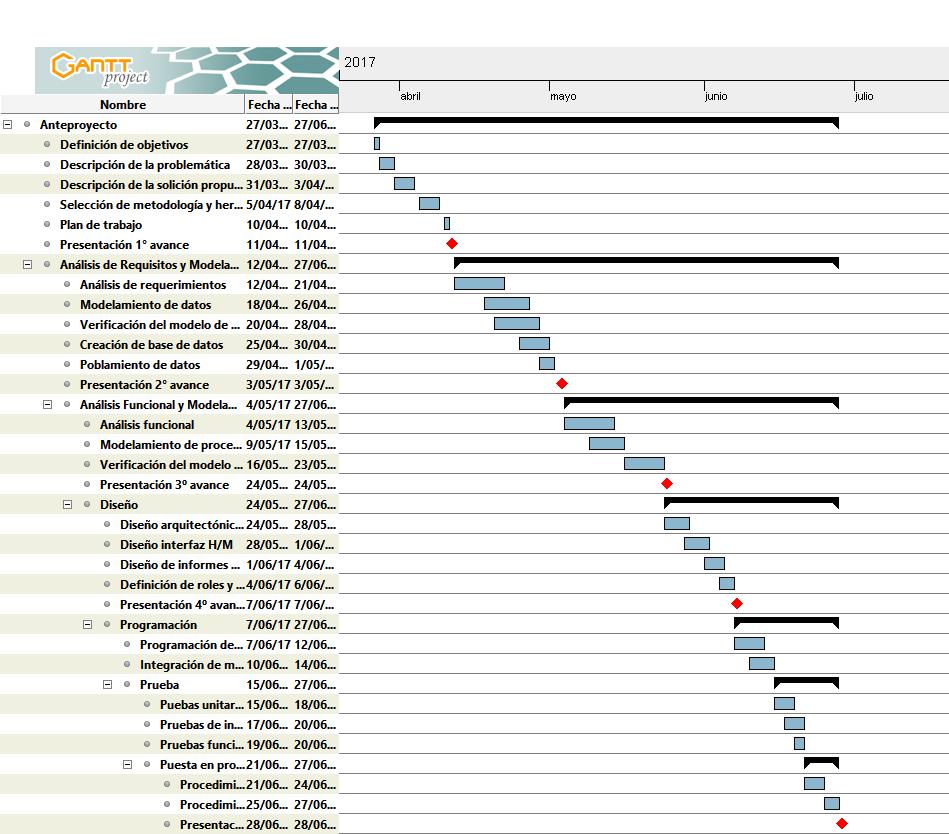 GANTT
project
2017
abril mayo junio julio
Nombre Fecha ... Fecha ...
Anteproyecto 27/03... 27/06...
Definición de objetivos 27/03... 27/03...
Descripción de la problemática 28/03... 30/03...
Descripción de la solición propu... 31/03... 3/04/...
Selección de metodología y her... 5/04/17 8/04/...
Plan de trabajo 10/04... 10/04...
Presentación 1° avance 11/04... 11/04...
Análisis de Requisitos y Modela... 12/04... 27/06...
Análisis de requerimientos 12/04... 21/04...
Modelamiento de datos 18/04... 26/04...
Verificación del modelo de ... 20/04... 28/04...
Creación de base de datos 25/04... 30/04...
Poblamiento de datos 29/04... 1/05/...
Presentación 2° avance 3/05/17 3/05/...
Análisis Funcional y Modela... 4/05/17 27/06...
Análisis funcional 4/05/17 13/05...
Modelamiento de proce... 9/05/17 15/05...
Verificación del modelo ... 16/05... 23/05...
Presentación 3º avance 24/05... 24/05...
Diseño 24/05... 27/06...
Diseño arquitectónic... 24/05... 28/05...
Diseño interfaz H/M 28/05... 1/06/...
Diseño de informes ... 1/06/17 4/06/...
Definición de roles y ... 4/06/17 6/06/...
Presentación 4º avan... 7/06/17 7/06/...
Programación 7/06/17 27/06...
Programación de... 7/06/17 12/06...
Integración de m... 10/06... 14/06...
Prueba 15/06... 27/06...
Puebas unitar... 15/06... 18/06...
Pruebas de in... 17/06... 20/06...
Pruebas funci... 19/06... 20/06...
Puesta en pro... 21/06... 27/06...
Procedimi... 21/06... 24/06...
Procedimi... 25/06... 27/06...
Presentac... 28/06... 28/06...